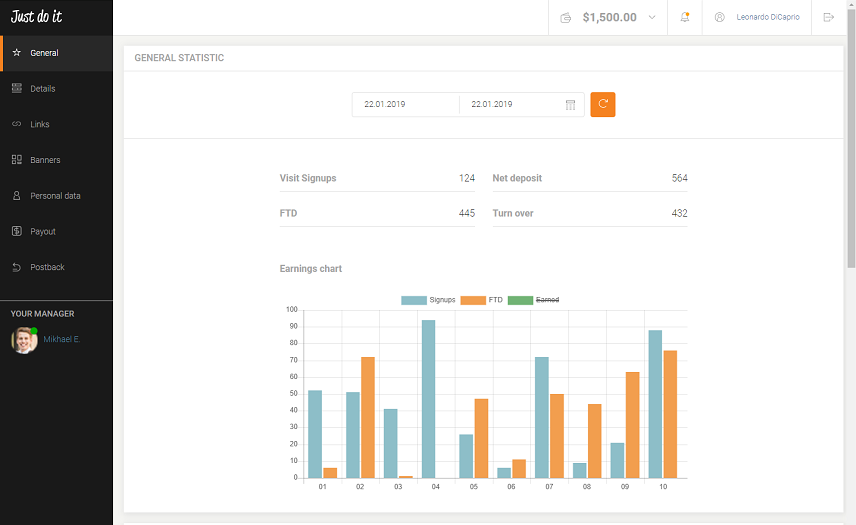 Just do it
$1,500.00
Leonardo DiCaprio
General
Details
Links
Banners
Personal data
Payout
Postback
YOUR MANAGER
Mikhael E.
GENERAL STATISTIC
22.01.2019 22.01.2019
Visit Signups 124 Net deposit 564
FTD 445 Turn over 432
Earnings chart
Signups FTD Earned
100
90
80
70
60
50
40
30
20
10
0
01 02 03 04 05 06 07 08 09 10